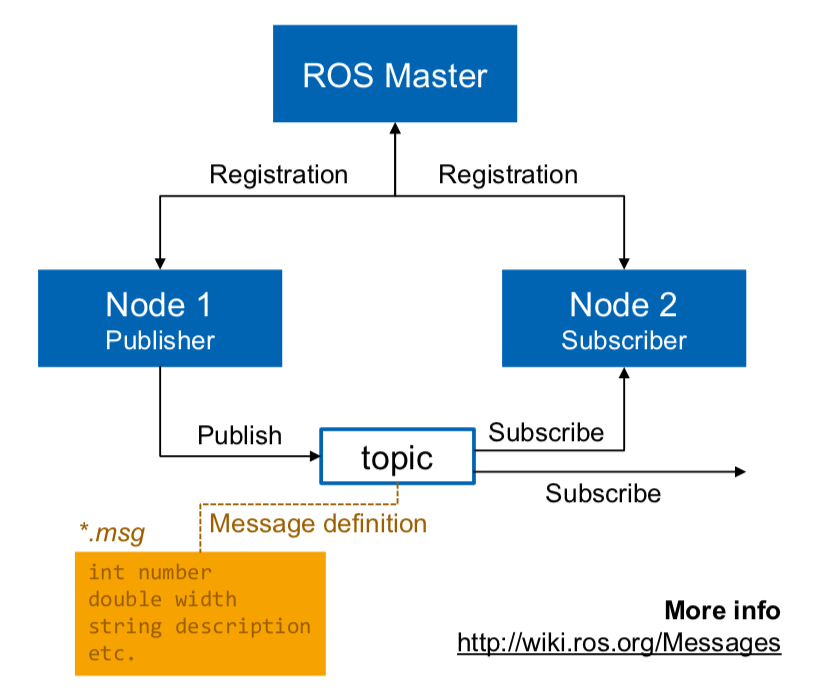 ROS Master
Registration
Registration
Node 1
Publisher
Node 2
Subscriber
Publish
topic
Subscribe
Subscribe
*.msg
Message definition
int number
double width
string description
etc.
More info
http://wiki.ros.org/Messages